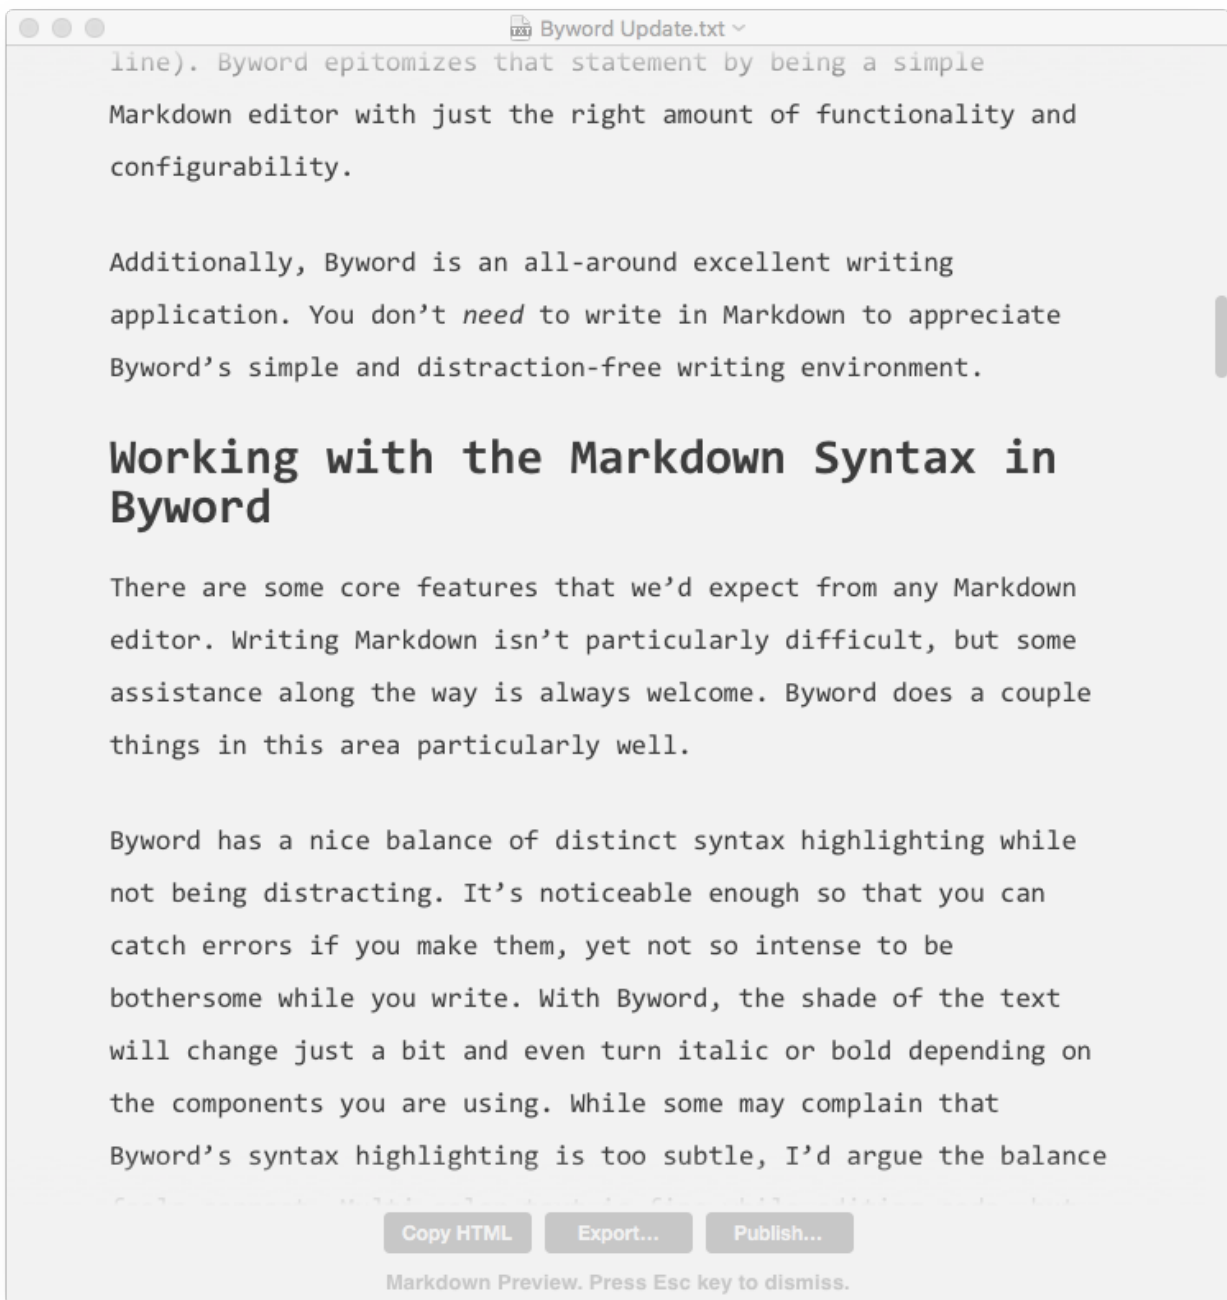 TXT Byword Update.txt
line). Byword epitomizes that statement by being a simple
Markdown editor with just the right amount of functionality and
configurability.
Additionally, Byword is an all-around excellent writing
application. You don’t need to write in Markdown to appreciate
Byword’s simple and distraction-free writing environment.
Working with the Markdown Syntax in
Byword
There are some core features that we’d expect from any Markdown
editor. Writing Markdown isn’t particularly difficult, but some
assistance along the way is always welcome. Byword does a couple
things in this area particularly well.
Byword has a nice balance of distinct syntax highlighting while
not being distracting. It’s noticeable enough so that you can
catch errors if you make them, yet not so intense to be
bothersome while you write. With Byword, the shade of the text
will change just a bit and even turn italic or bold depending on
the components you are using. While some may complain that
Byword’s syntax highlighting is too subtle, I’d argue the balance
Copy HTML Export... Publish...
Markdown Preview. Press Esc key to dismiss.